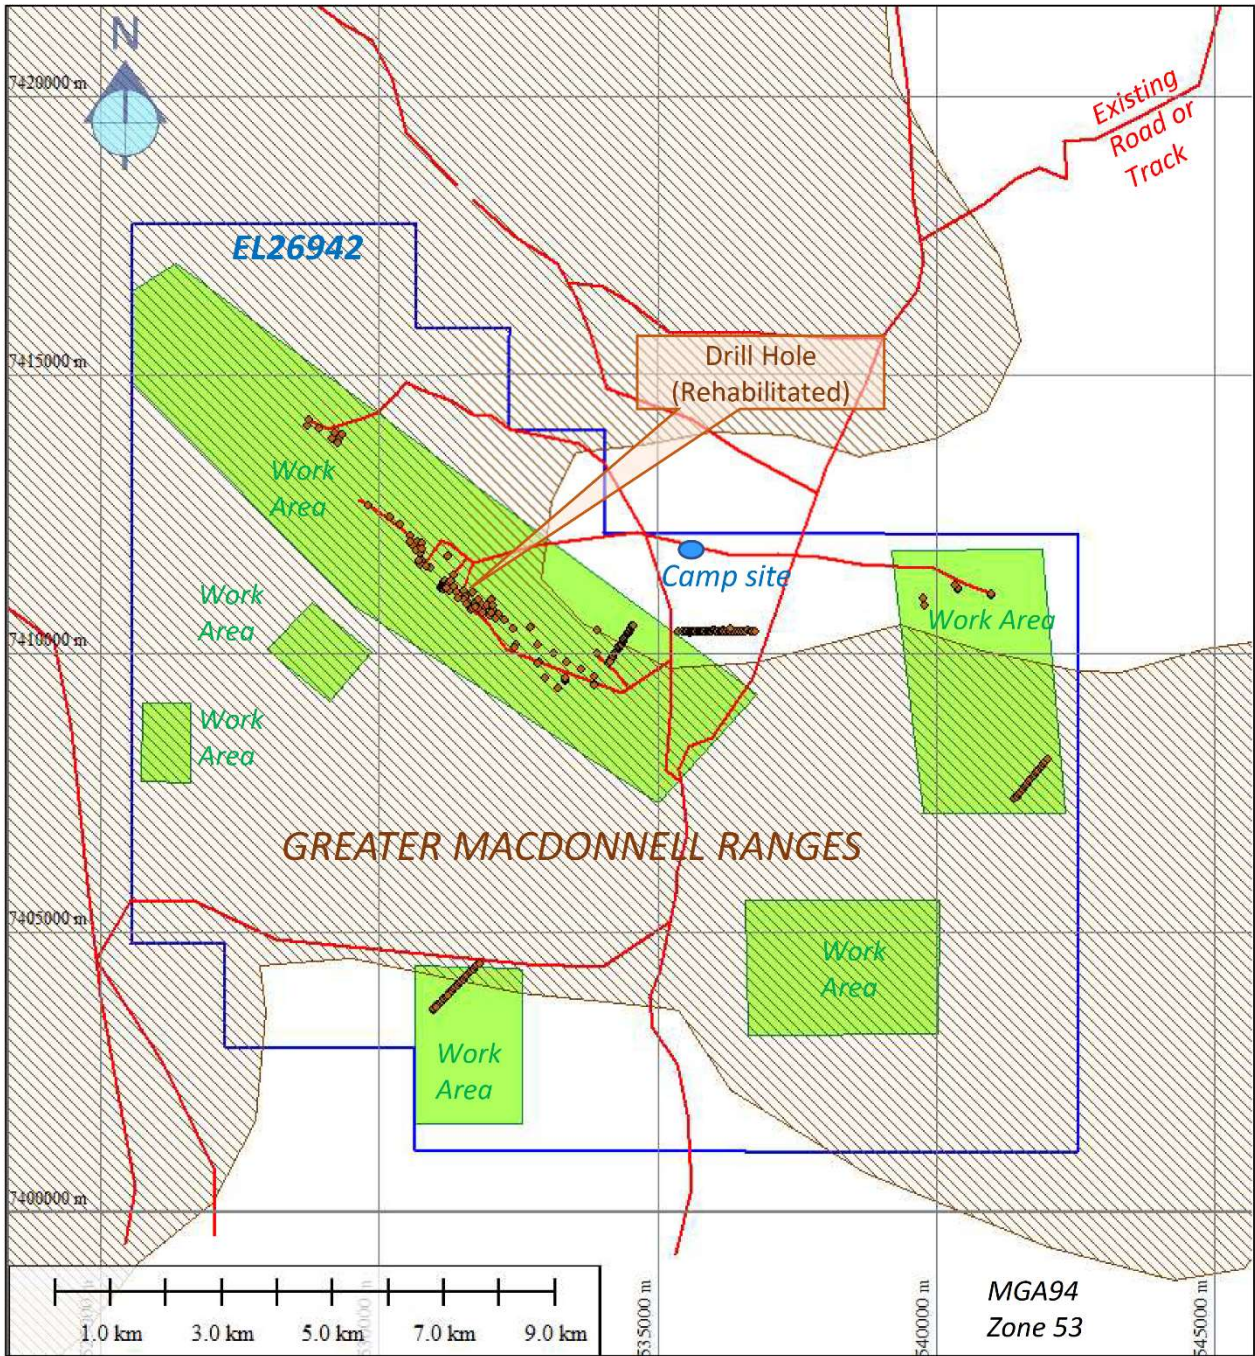 N
7420000 m
Existing
Road or
Track
EL26942
Drill Hole
(Rehabilitated)
7415000 m
Work
Area
Camp site
Work
Area
Work Area
7410000 m
Work
Area
GREATER MACDONNELL RANGES
7405000 m
Work
Area
Work
Area
7400000 m
1.0 km
3.0 km
5.0 km
7.0 km
9.0 km
535000 m
540000 m
545000 m
MGA94
Zone 53